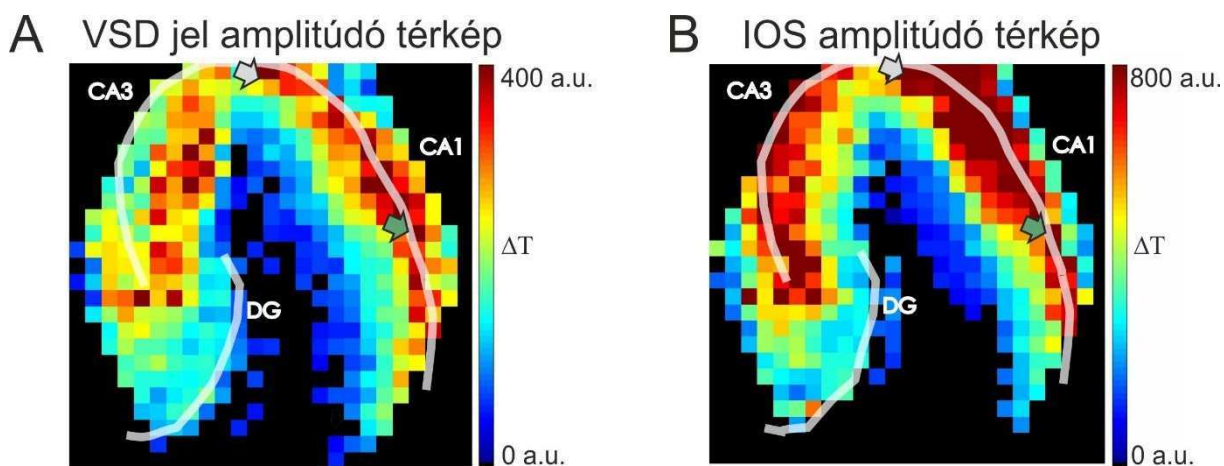 A
VSD jel amplitúdó térkép
CA3
CA1
DG
400 a.u.
ΔT
0 a.u.
B
IOS amplitúdó térkép
CA3
CA1
DG
800 a.u.
ΔT
0 a.u.